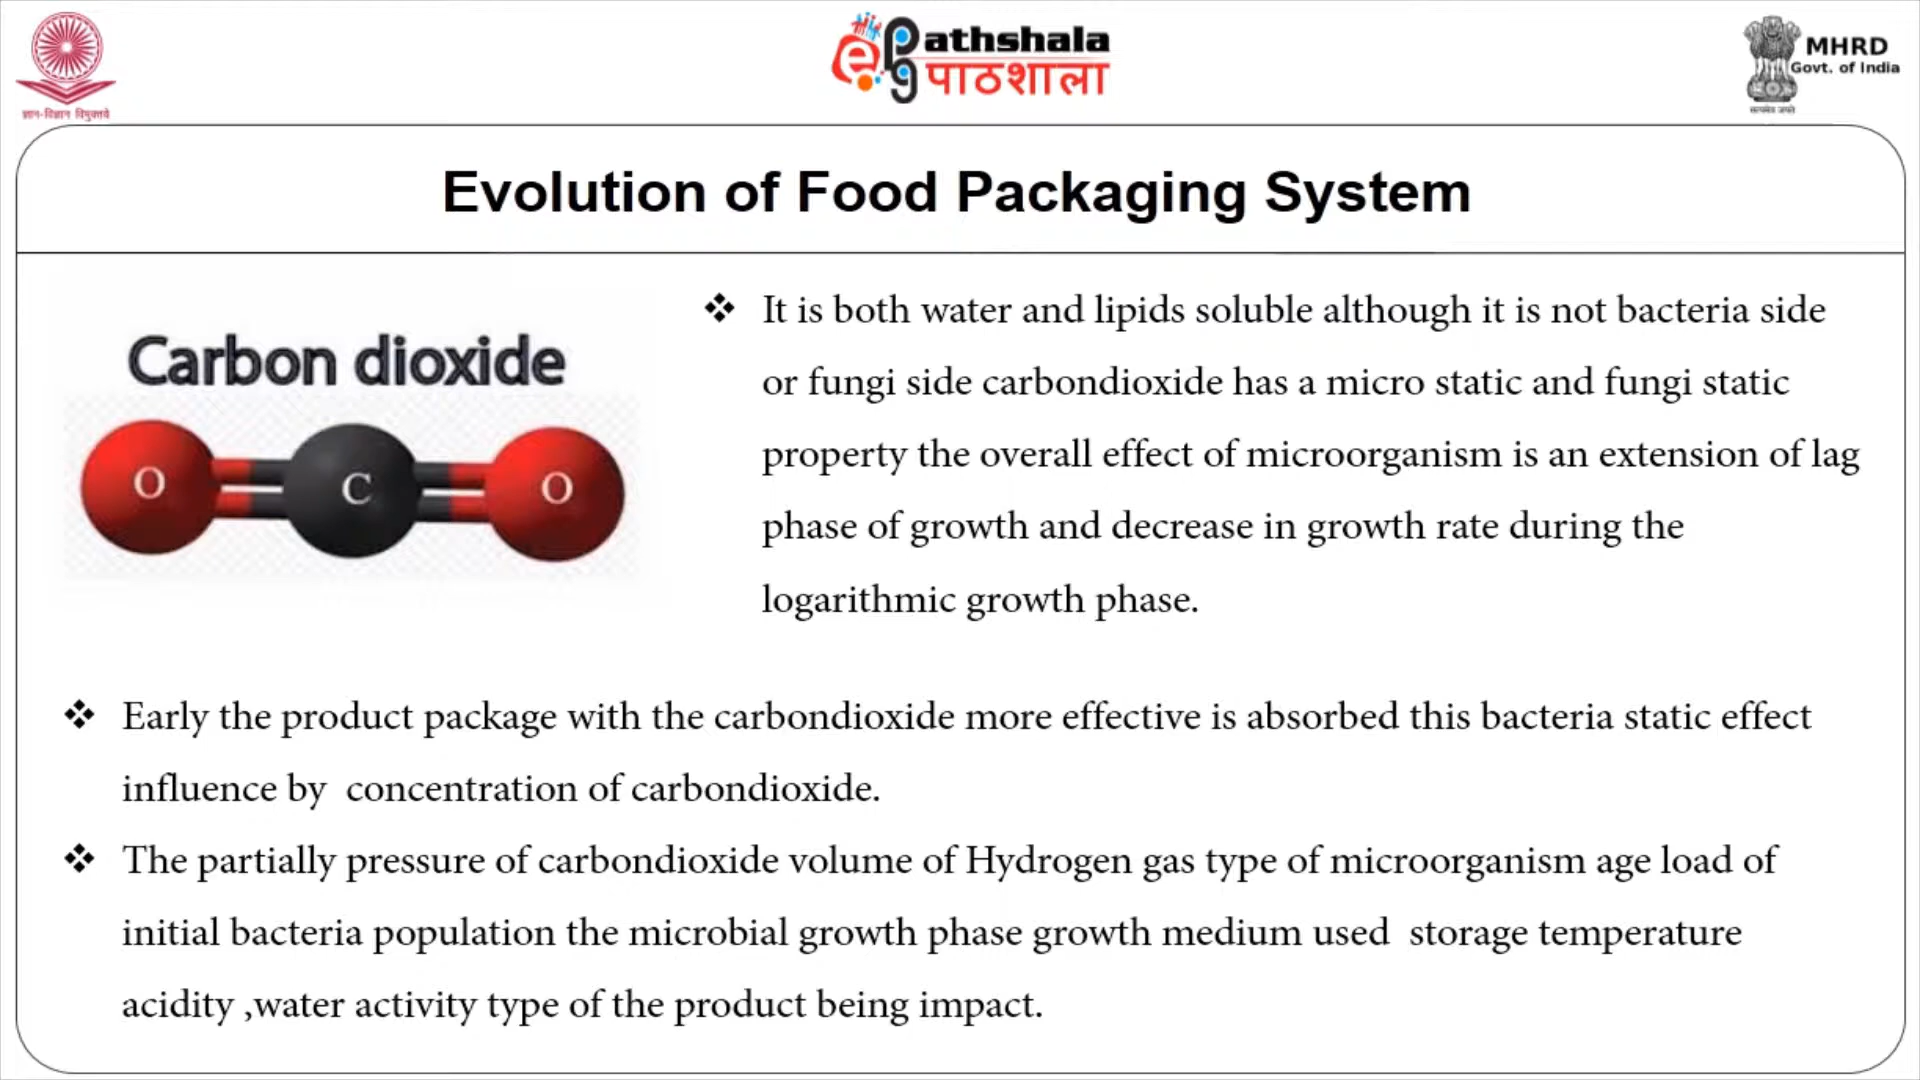 ज्ञान-विज्ञान विमुक्तये
e
pg
Pathshala
पाठशाला
सत्यमेव जयते
MHRD
Govt. of India
Evolution of Food Packaging System
Carbon dioxide
O C O
❖ It is both water and lipids soluble although it is not bacteria side
or fungi side carbondioxide has a micro static and fungi static
property the overall effect of microorganism is an extension of lag
phase of growth and decrease in growth rate during the
logarithmic growth phase.
❖ Early the product package with the carbondioxide more effective is absorbed this bacteria static effect
influence by  concentration of carbondioxide.
❖ The partially pressure of carbondioxide volume of Hydrogen gas type of microorganism age load of
initial bacteria population the microbial growth phase growth medium used  storage temperature
acidity ,water activity type of the product being impact.